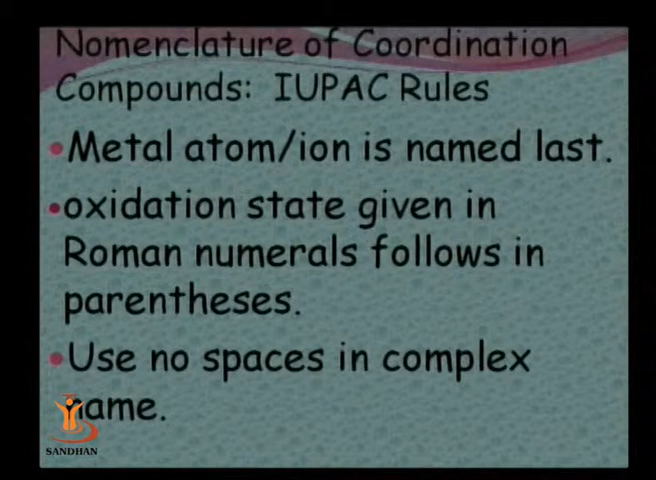 Nomenclature of Coordination
Compounds: IUPAC Rules
•Metal atom/ion is named last.
•oxidation state given in
Roman numerals follows in
parentheses.
•Use no spaces in complex
name.
SANDHAN